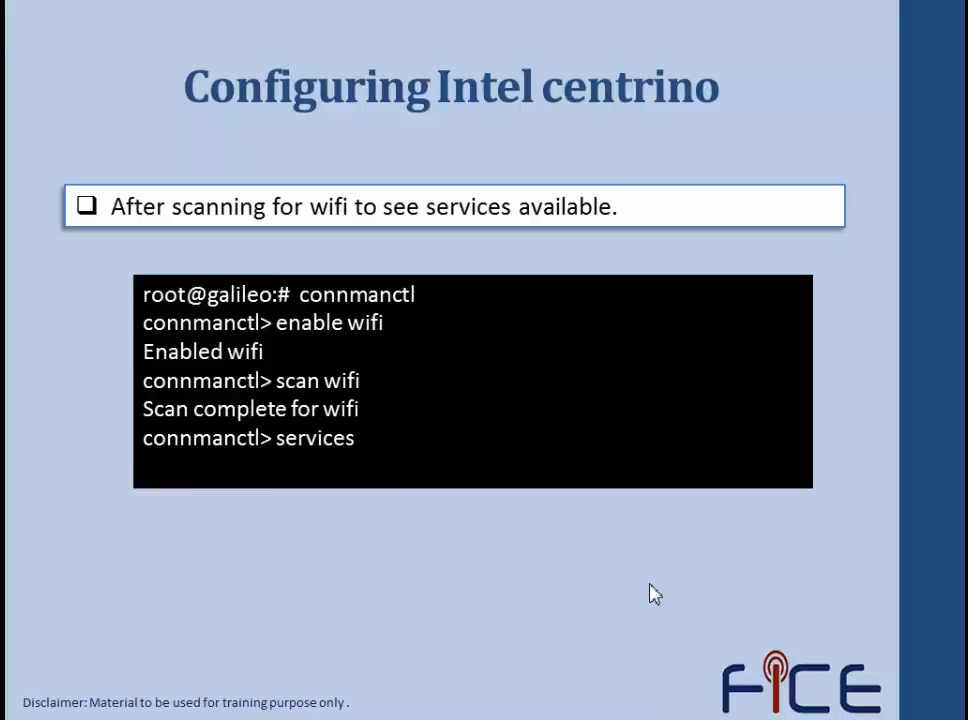 Configuring Intel centrino
After scanning for wifi to see services available.
root@galileo:# connmanctl
connmanctl> enable wifi
Enabled wifi
connmanctl> scan wifi
Scan complete for wifi
connmanctl> services
FiCE
Disclaimer: Material to be used for training purpose only .